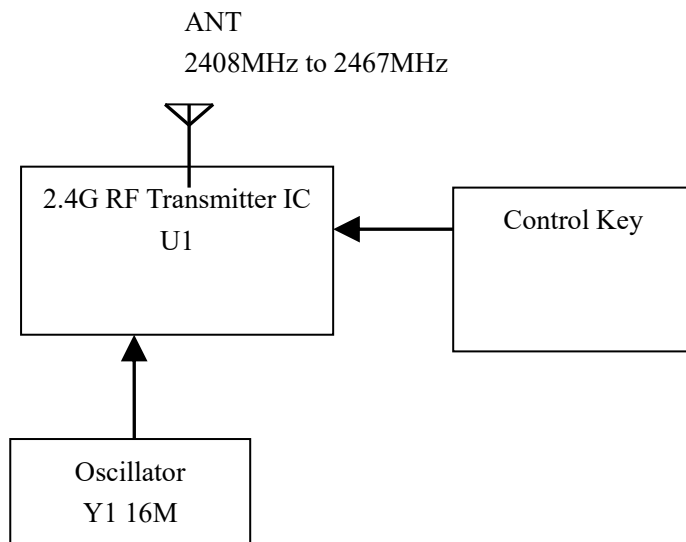 ANT
2408MHz to 2467MHz
2.4G RF Transmitter IC
U1
Control Key
Oscillator
Y1 16M